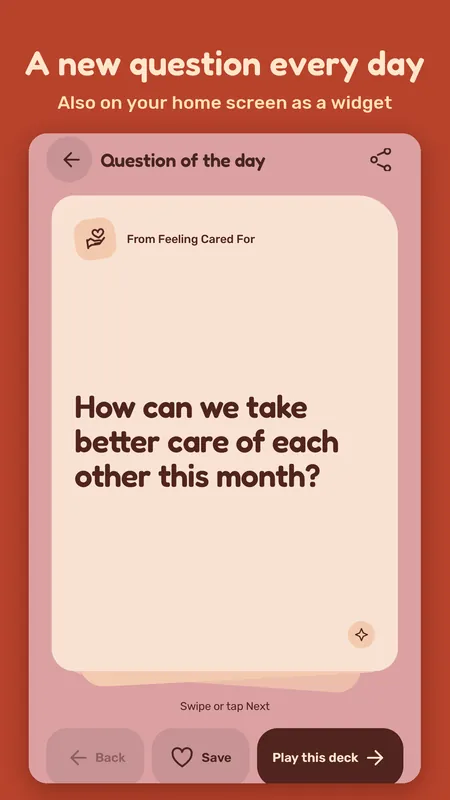 A new question every day
Also on your home screen as a widget
Question of the day
From Feeling Cared For
How can we take
better care of each
other this month?
Swipe or tap Next
Back
Save
Play this deck